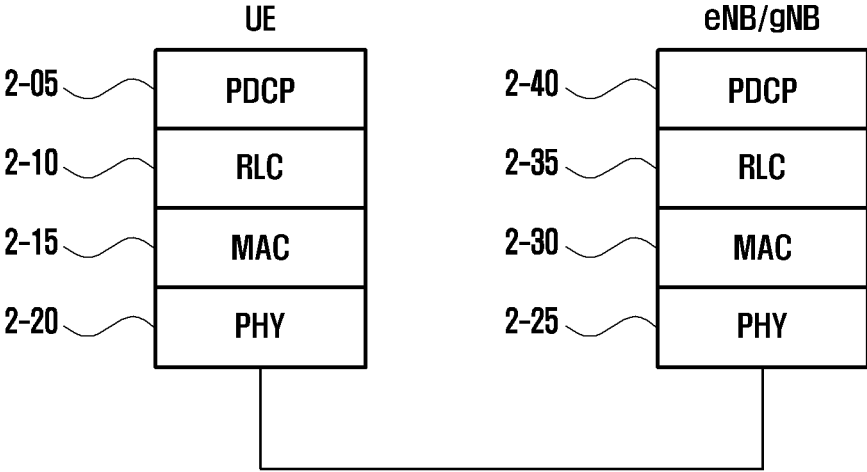 UE eNB/gNB
2-05 PDCP 2-40 PDCP
2-10 RLC 2-35 RLC
2-15 MAC 2-30 MAC
2-20 PHY 2-25 PHY